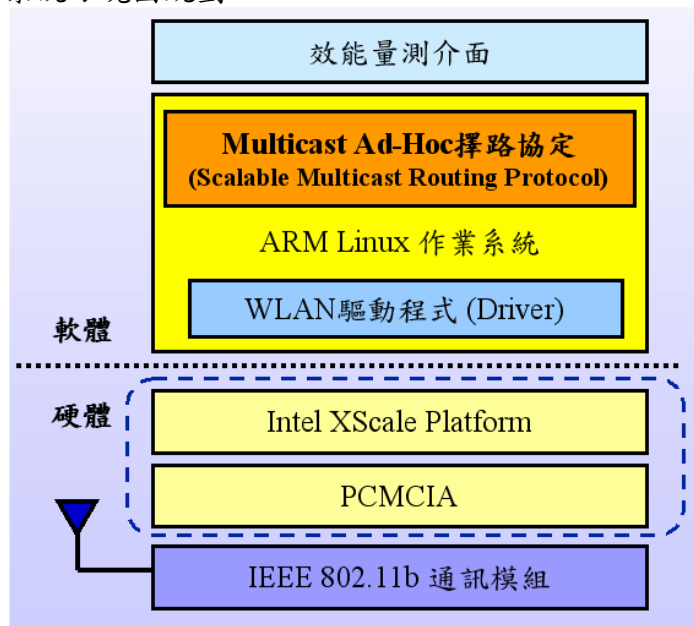 效能量測介面
Multicast Ad-Hoc擇路協定
(Scalable Multicast Routing Protocol)
ARM Linux 作業系統
WLAN驅動程式 (Driver)
軟體
硬體
Intel XScale Platform
PCMCIA
IEEE 802.11b 通訊模組